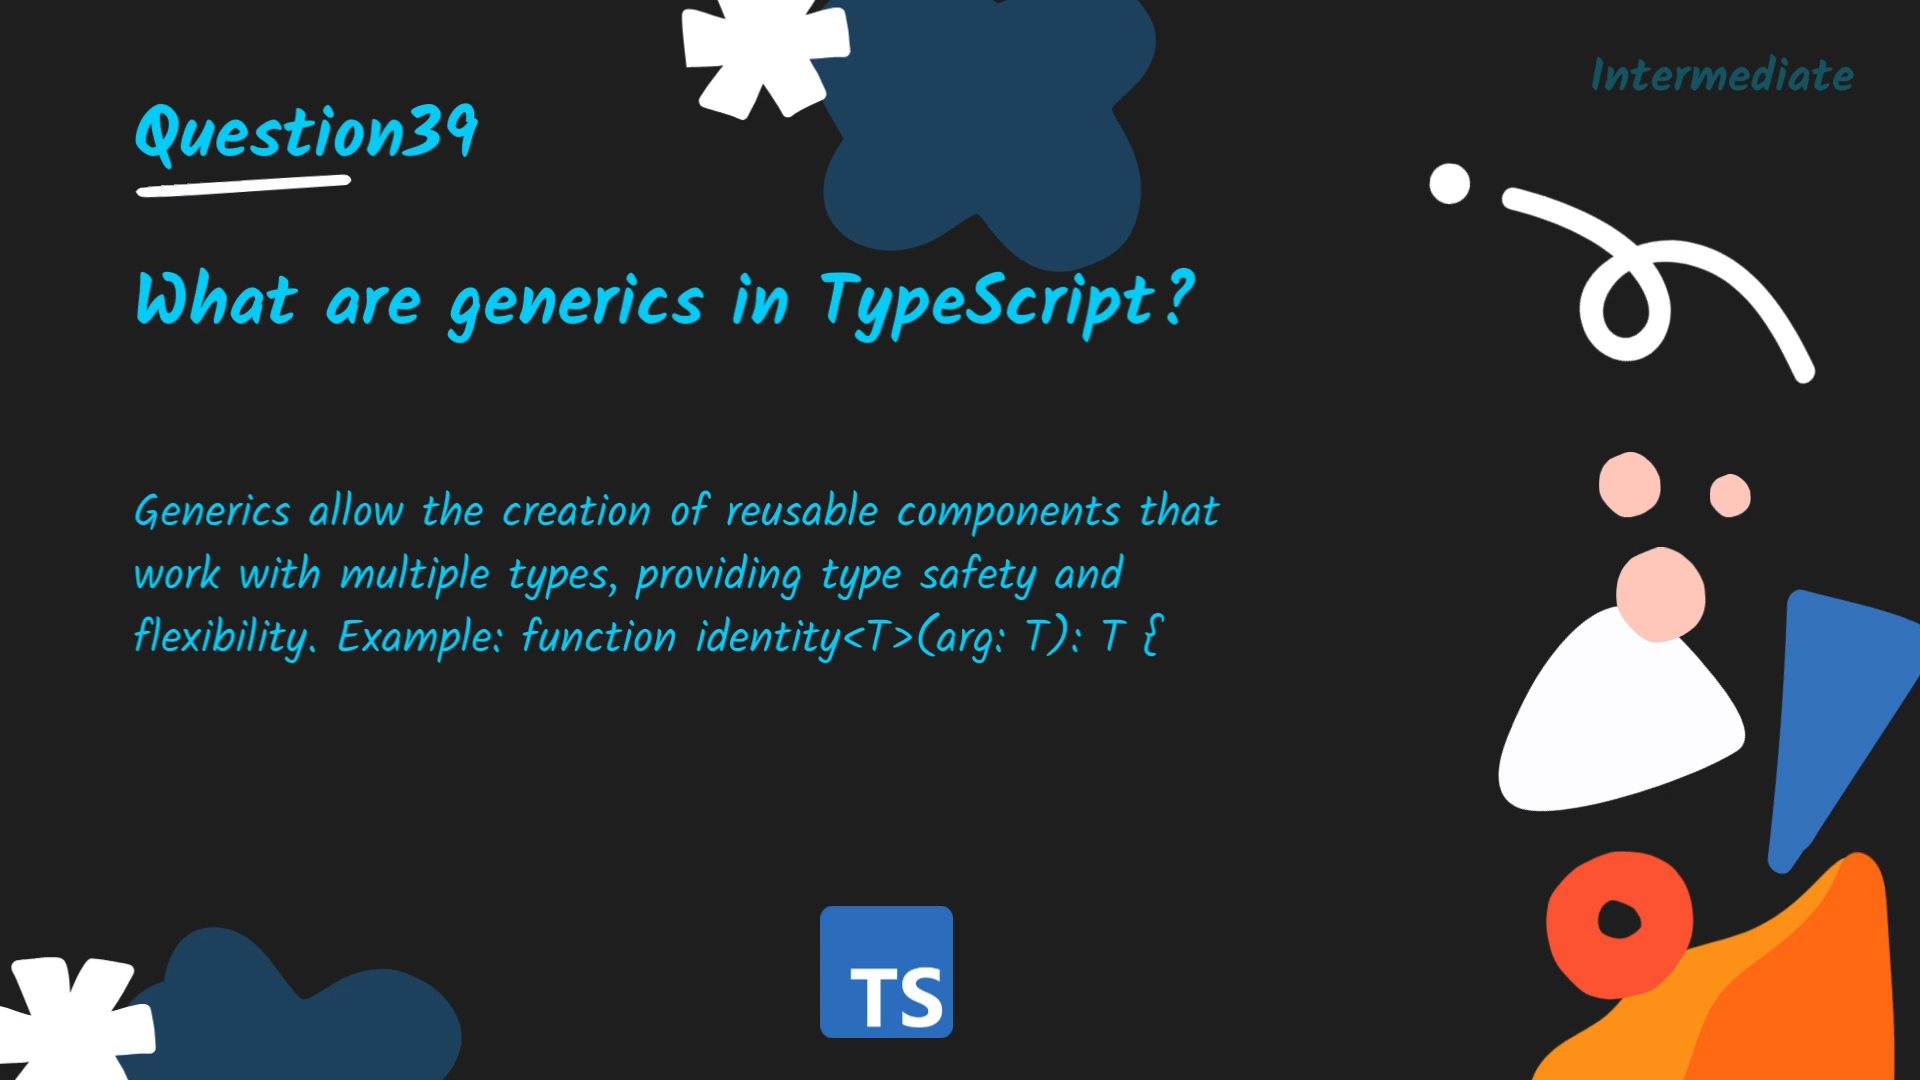 Intermediate
Question39
What are generics in TypeScript?
Generics allow the creation of reusable components that
work with multiple types, providing type safety and
flexibility. Example: function identity<T>(arg: T): T {
TS